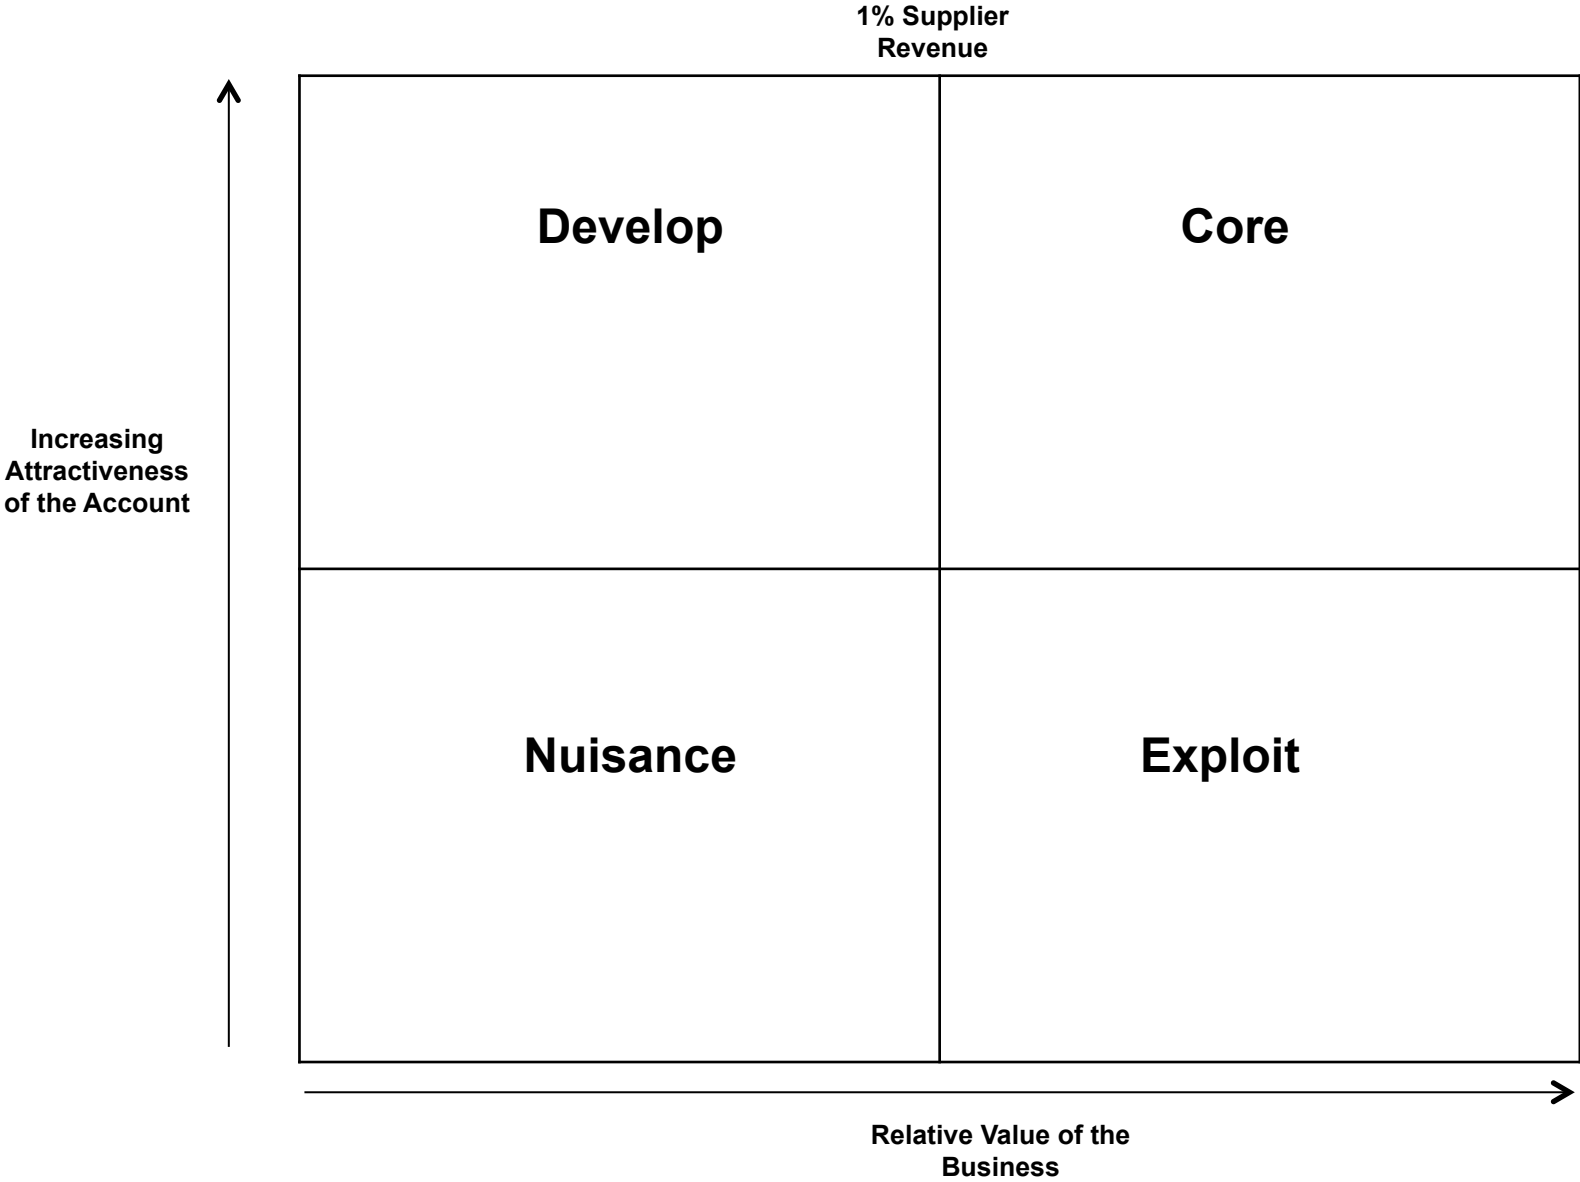 1% Supplier
Revenue
Develop
Core
Increasing
Attractiveness
of the Account
Nuisance
Exploit
Relative Value of the
Business